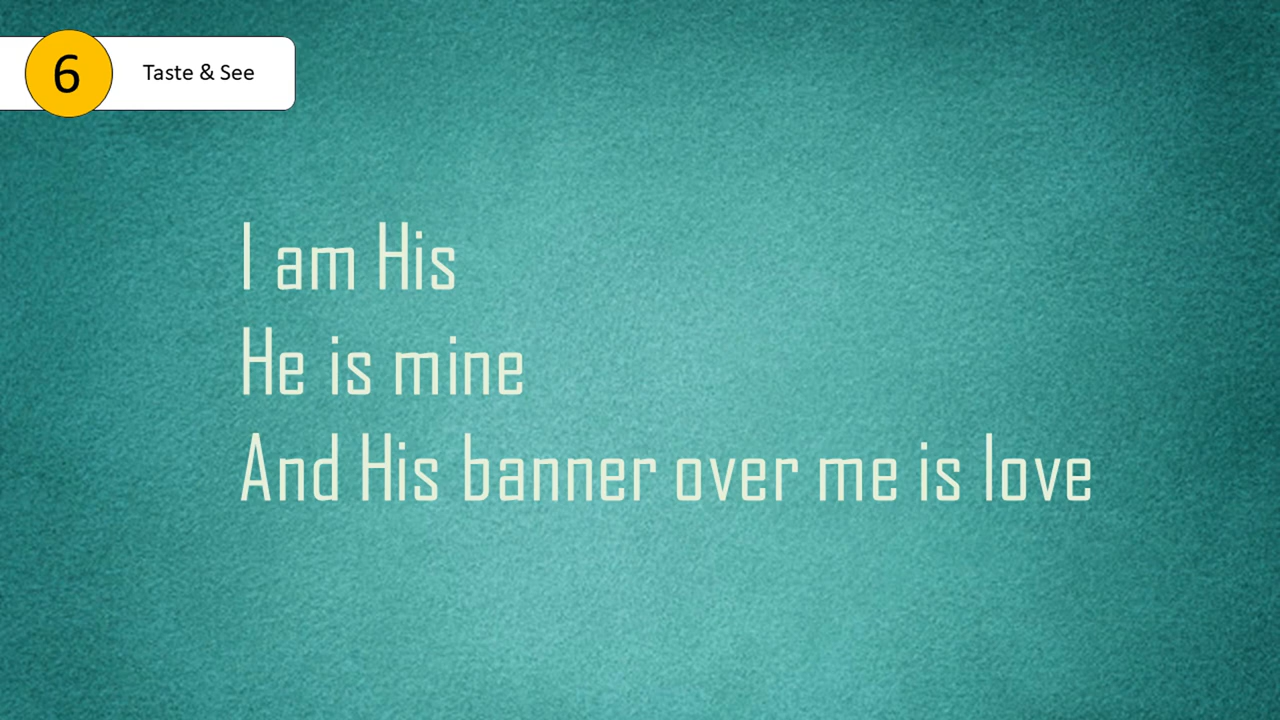 6
Taste & See
I am His
He is mine
And His banner over me is love